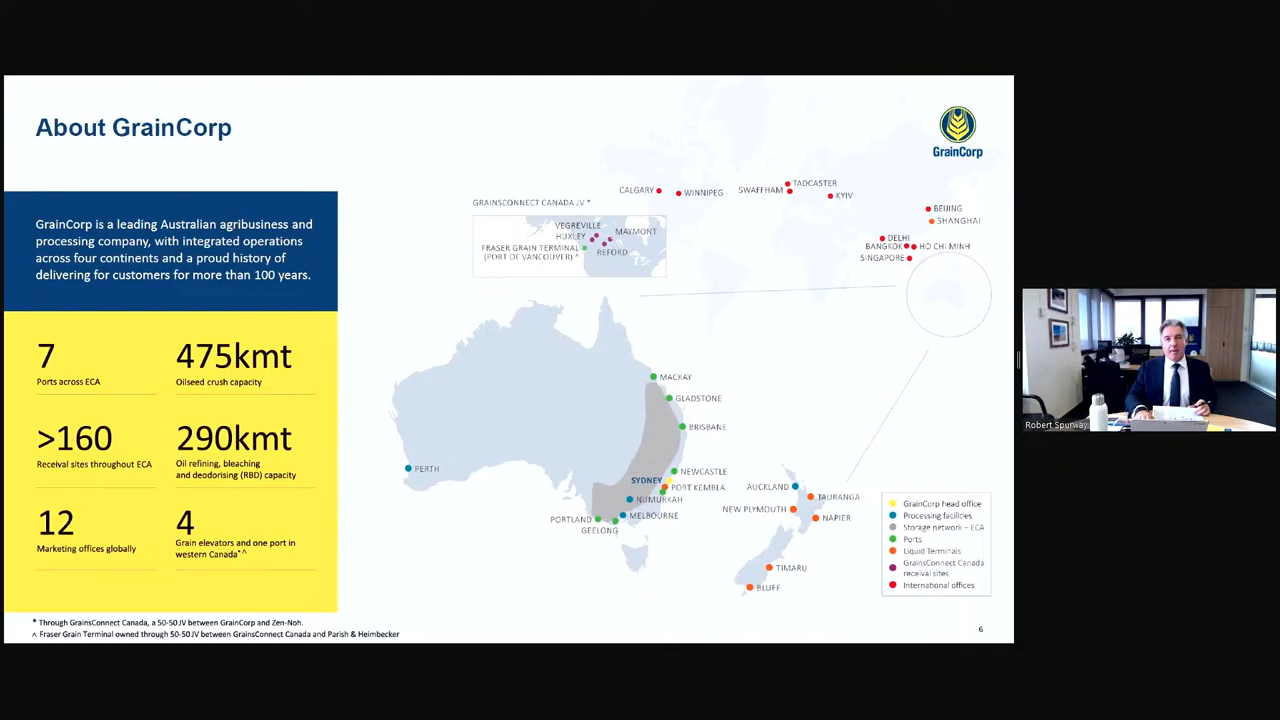 About GrainCorp
GrainCorp
GrainCorp is a leading Australian agribusiness and
processing company, with integrated operations
across four continents and a proud history of
delivering for customers for more than 100 years.
7
Ports across ECA
475kmt
Oilseed crush capacity
>160
Receival sites throughout ECA
290kmt
Oil refining, bleaching
and deodorising (RBD) capacity
12
Marketing offices globally
4
Grain elevators and one port in
western Canada*^
* Through GrainsConnect Canada, a 50-50 JV between GrainCorp and Zen-Noh.
^ Fraser Grain Terminal owned through 50-50 JV between GrainsConnect Canada and Parish & Heimbecker
GRAINSCONNECT CANADA JV *
VEGREVILLE
HUXLEY
MAYMONT
REFORD
FRASER GRAIN TERMINAL
(PORT OF VANCOUVER) ^
CALGARY
WINNIPEG
SWAFFHAM
TADCASTER
KYIV
BEIJING
SHANGHAI
DELHI
BANGKOK
HO CHI MINH
SINGAPORE
MACKAY
GLADSTONE
BRISBANE
PERTH
NEWCASTLE
SYDNEY
PORT KEMBLA
NUMURKAH
MELBOURNE
PORTLAND
GEELONG
AUCKLAND
TAURANGA
NEW PLYMOUTH
NAPIER
TIMARU
BLUFF
GrainCorp head office
Processing facilities
Storage network – ECA
Ports
Liquid Terminals
GrainsConnect Canada
receival sites
International offices
6
Robert Spurway